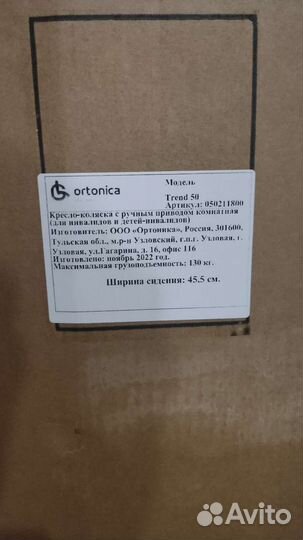 ortonica
Модель
Trend 50
Артикул: 050211800
Кресло-коляска с ручным приводом комнатная
(для инвалидов и детей-инвалидов)
Изготовитель: ООО «Ортоника», Россия, 301600,
Тульская обл., м.р-н Узловский, г.п.г. Узловая, г.
Узловая, ул.Гагарина, д. 16, офис 116
Изготовлено: ноябрь 2022 год.
Максимальная грузоподъемность: 130 кг.
Ширина сидения: 45.5 см.
Avito